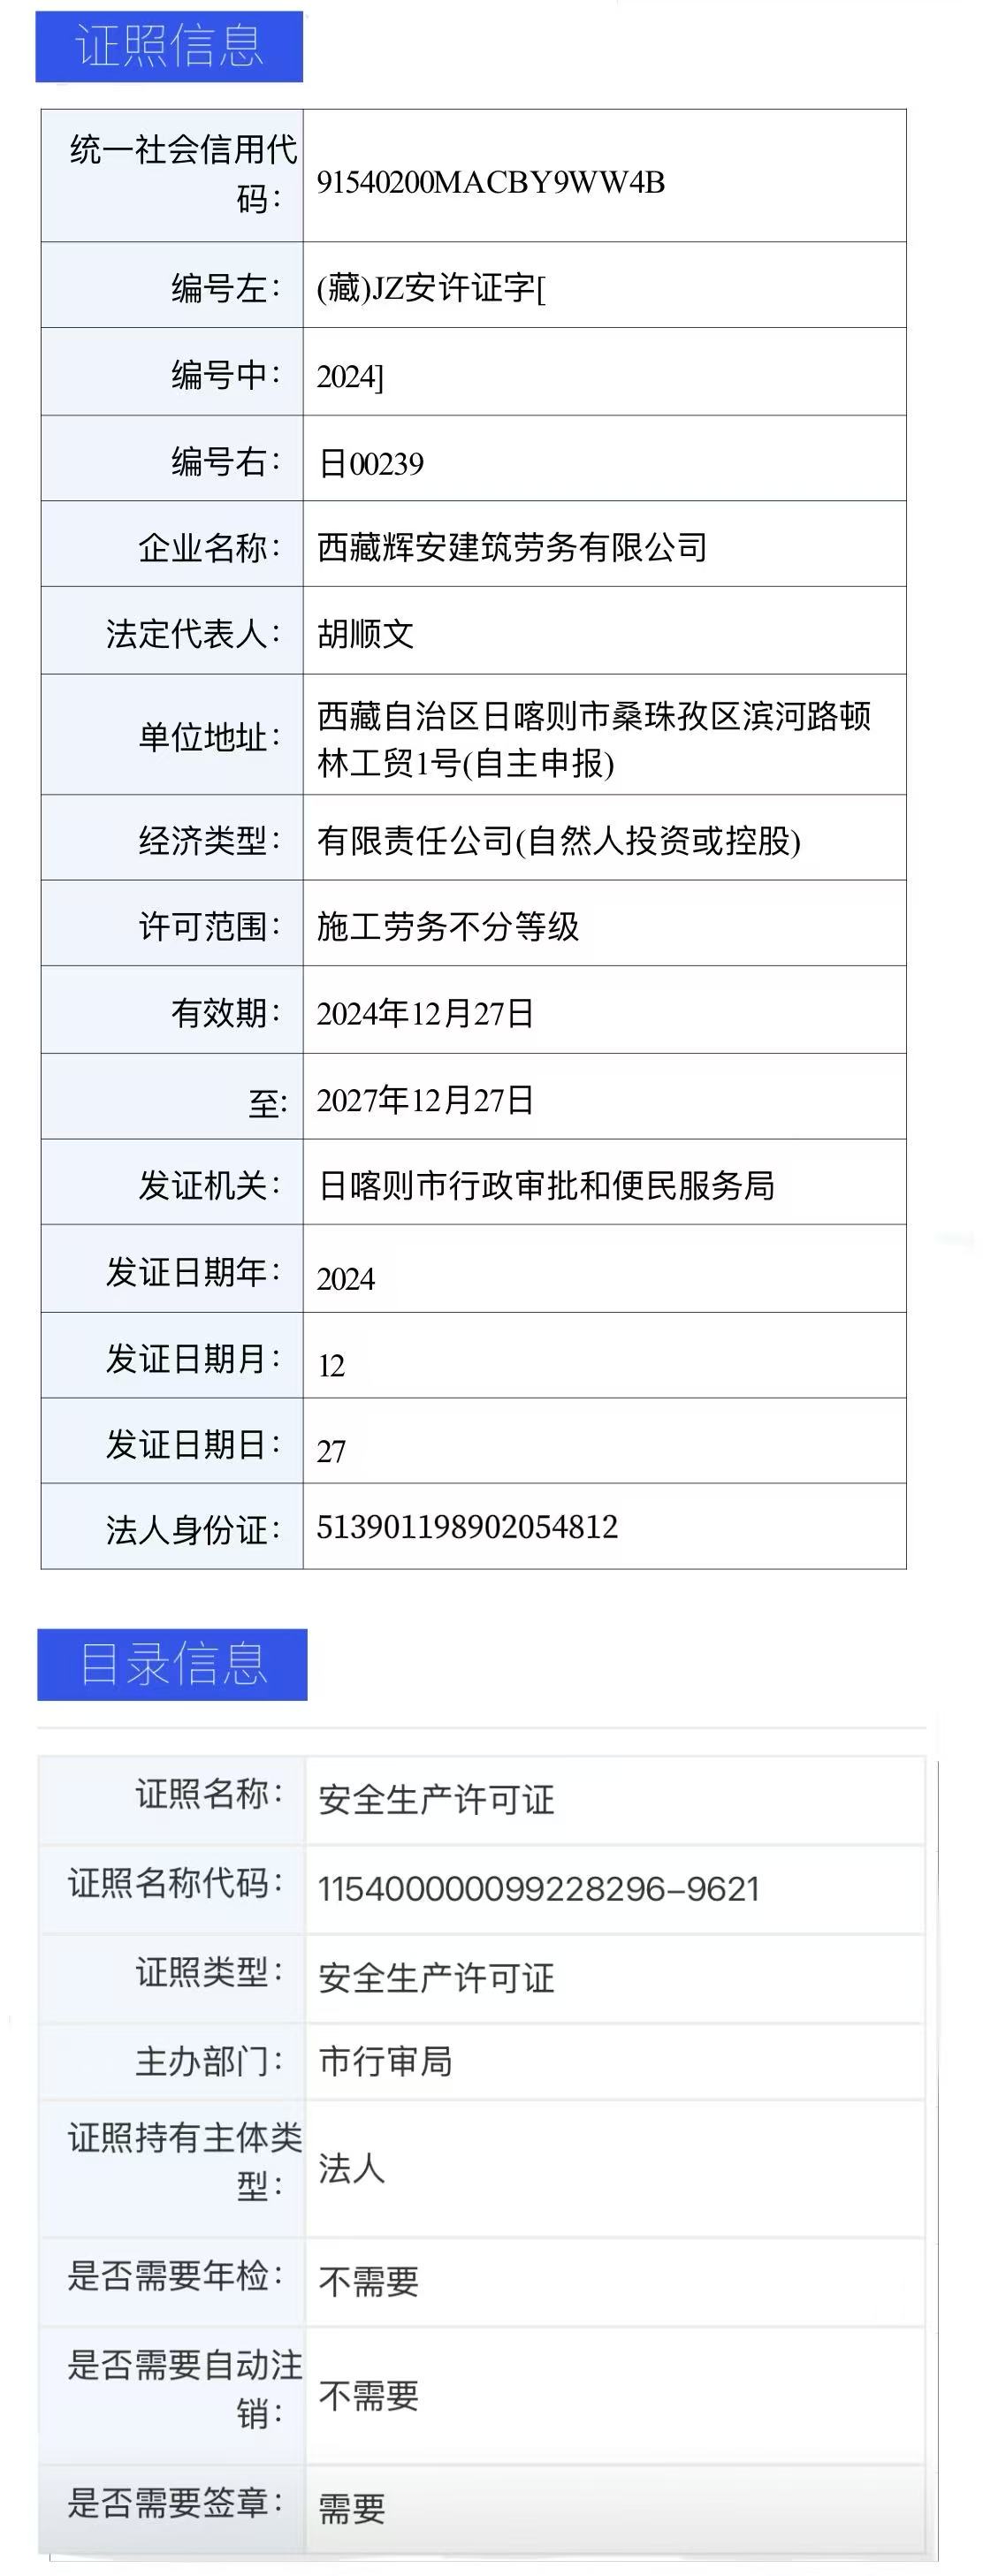 证照信息
统一社会信用代
码：
91540200MACBY9WW4B
编号左：
(藏)JZ安许证字[
编号中：
2024]
编号右：
日00239
企业名称：
西藏辉安建筑劳务有限公司
法定代表人：
胡顺文
单位地址：
西藏自治区日喀则市桑珠孜区滨河路顿
林工贸1号(自主申报)
经济类型：
有限责任公司(自然人投资或控股)
许可范围：
施工劳务不分等级
有效期：
2024年12月27日
至:
2027年12月27日
发证机关：
日喀则市行政审批和便民服务局
发证日期年：
2024
发证日期月：
12
发证日期日：
27
法人身份证：
513901198902054812
目录信息
证照名称：
安全生产许可证
证照名称代码：
115400000099228296-9621
证照类型：
安全生产许可证
主办部门：
市行审局
证照持有主体类
型：
法人
是否需要年检：
不需要
是否需要自动注
销：
不需要
是否需要签章：
需要